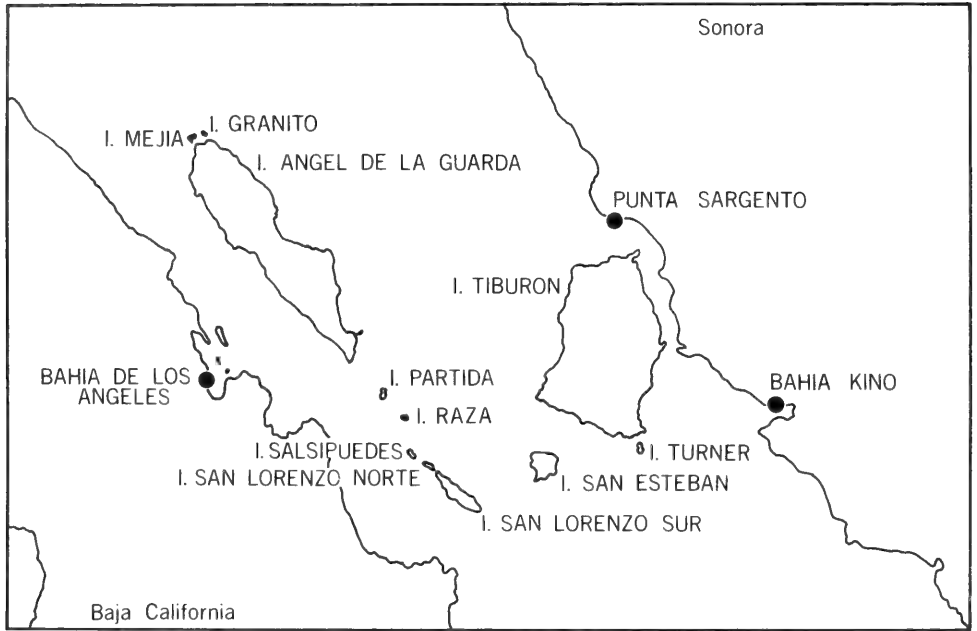 Sonora
I. GRANITO
I. MEJIA
I. ANGEL DE LA GUARDA
PUNTA SARGENTO
I. TIBURON
BAHIA DE LOS
ANGELES
I. PARTIDA
BAHIA KINO
I. RAZA
I. SALSIPUEDES
I. TURNER
I. SAN LORENZO NORTE
I. SAN ESTEBAN
I. SAN LORENZO SUR
Baja California